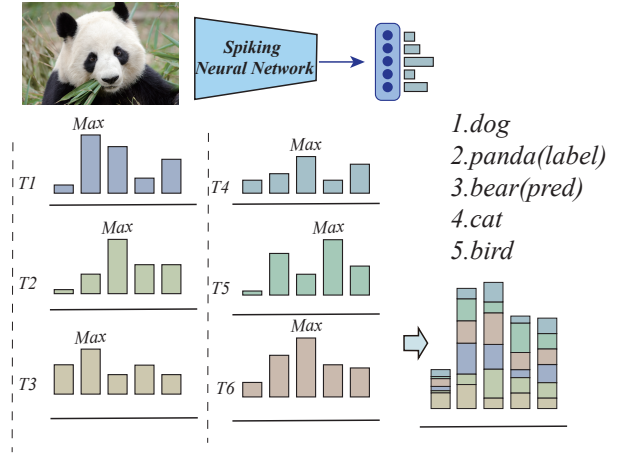 Spiking
Neural Network
Max
T1
Max
T2
Max
T3
Max
T4
Max
T5
Max
T6
1.dog
2.panda(label)
3.bear(pred)
4.cat
5.bird